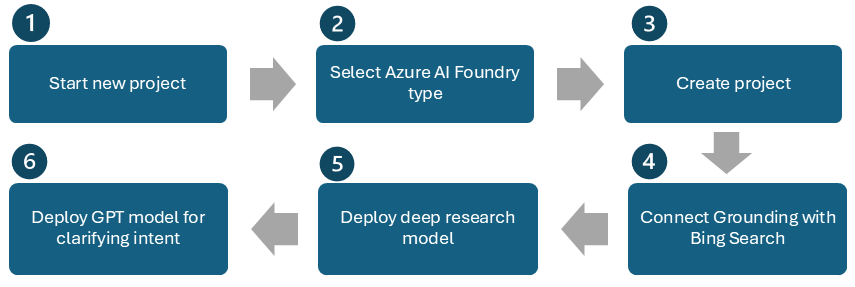 1
Start new project
2
Select Azure AI Foundry
type
3
Create project
4
Connect Grounding with
Bing Search
5
Deploy deep research
model
6
Deploy GPT model for
clarifying intent